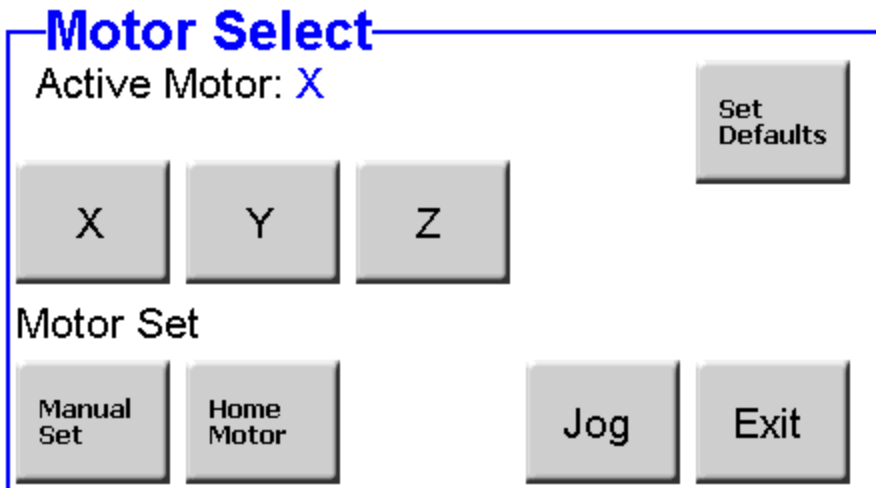 Motor Select
Active Motor: X
Set
Defaults
X
Y
Z
Motor Set
Manual
Set
Home
Motor
Jog
Exit